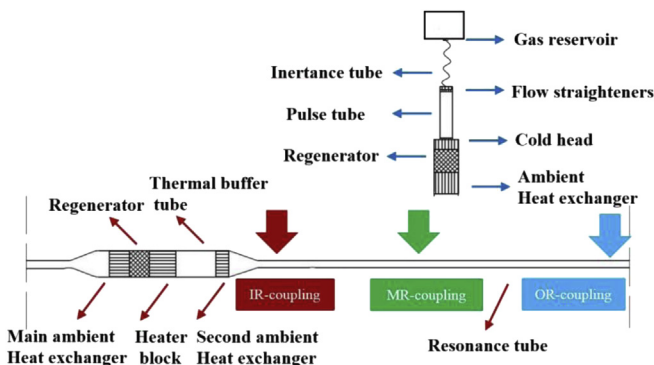 Gas reservoir
Inertance tube
Flow straighteners
Pulse tube
Cold head
Regenerator
Ambient
Heat exchanger
Thermal buffer
tube
Regenerator
IR-coupling
MR-coupling
OR-coupling
Main ambient
Heat exchanger
Heater
block
Second ambient
Heat exchanger
Resonance tube